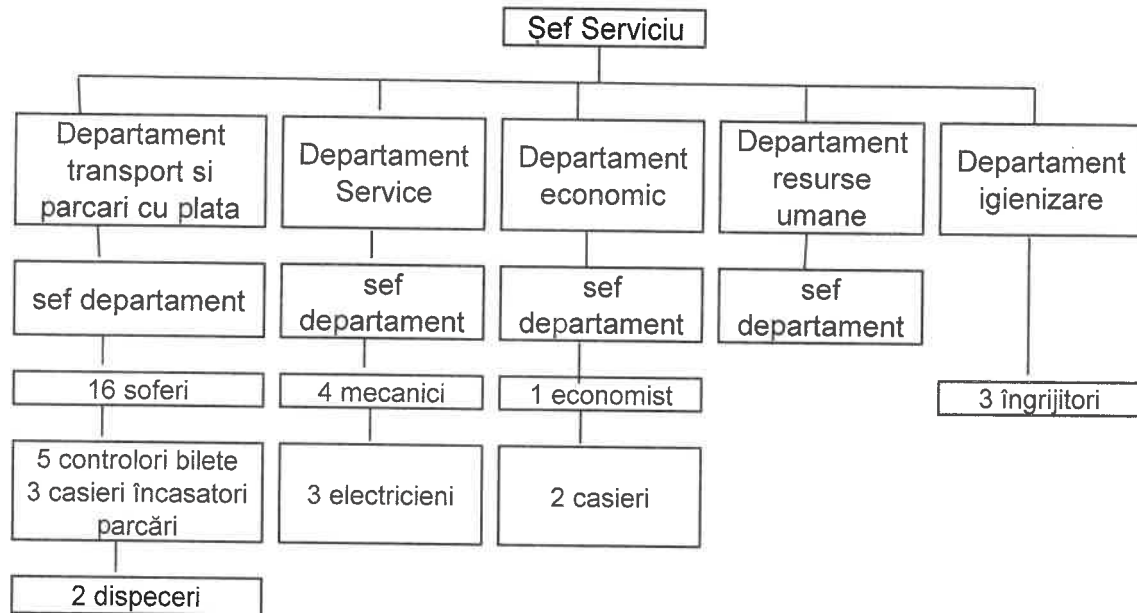 Șef Serviciu
Departament
transport si
parcari cu plata
Departament
Service
Departament
economic
Departament
resurse
umane
Departament
igienizare
sef departament
sef
departament
sef
departament
sef
departament
16 soferi
4 mecanici
1 economist
3 îngrijitori
5 controlori bilete
3 casieri încasatori
parcări
3 electricieni
2 casieri
2 dispeceri